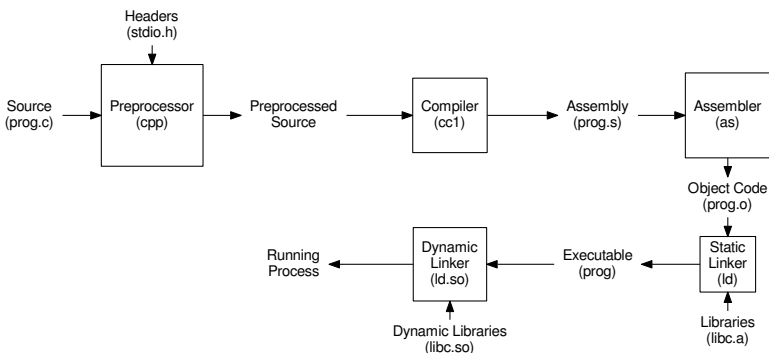 Headers
(stdio.h)
Source
(prog.c)
Preprocessor
(cpp)
Preprocessed
Source
Compiler
(cc1)
Assembly
(prog.s)
Assembler
(as)
Object Code
(prog.o)
Static
Linker
(ld)
Libraries
(libc.a)
Executable
(prog)
Dynamic
Linker
(ld.so)
Dynamic Libraries
(libc.so)
Running
Process